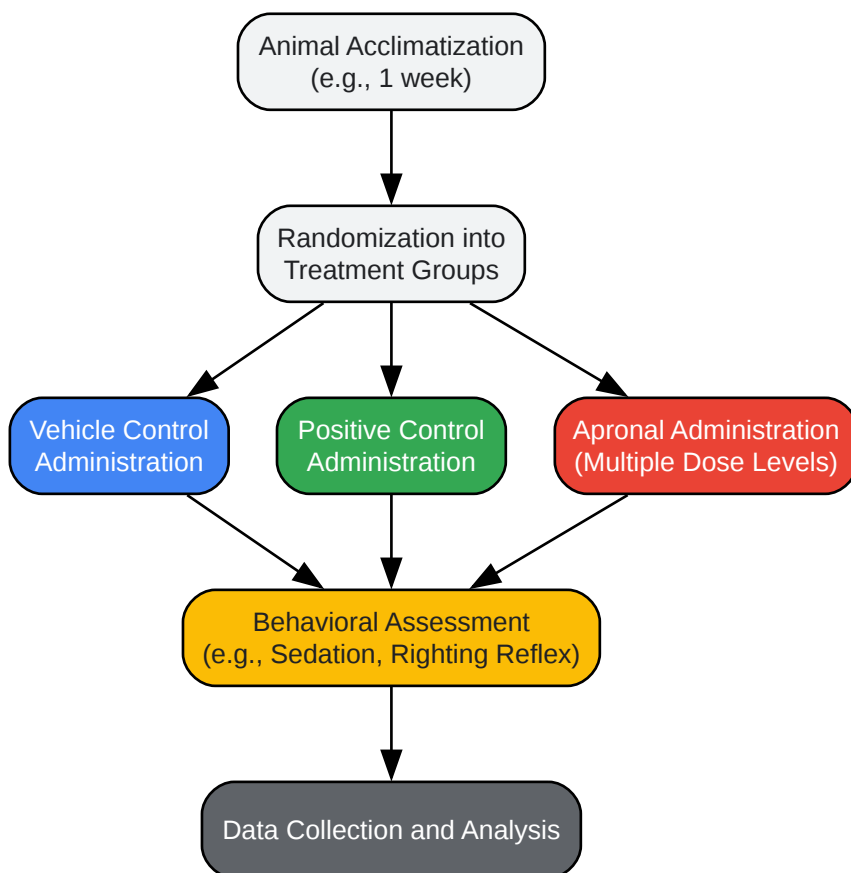 Animal Acclimatization
(e.g., 1 week)
Randomization into
Treatment Groups
Vehicle Control
Administration
Positive Control
Administration
Apronal Administration
(Multiple Dose Levels)
Behavioral Assessment
(e.g., Sedation, Righting Reflex)
Data Collection and Analysis